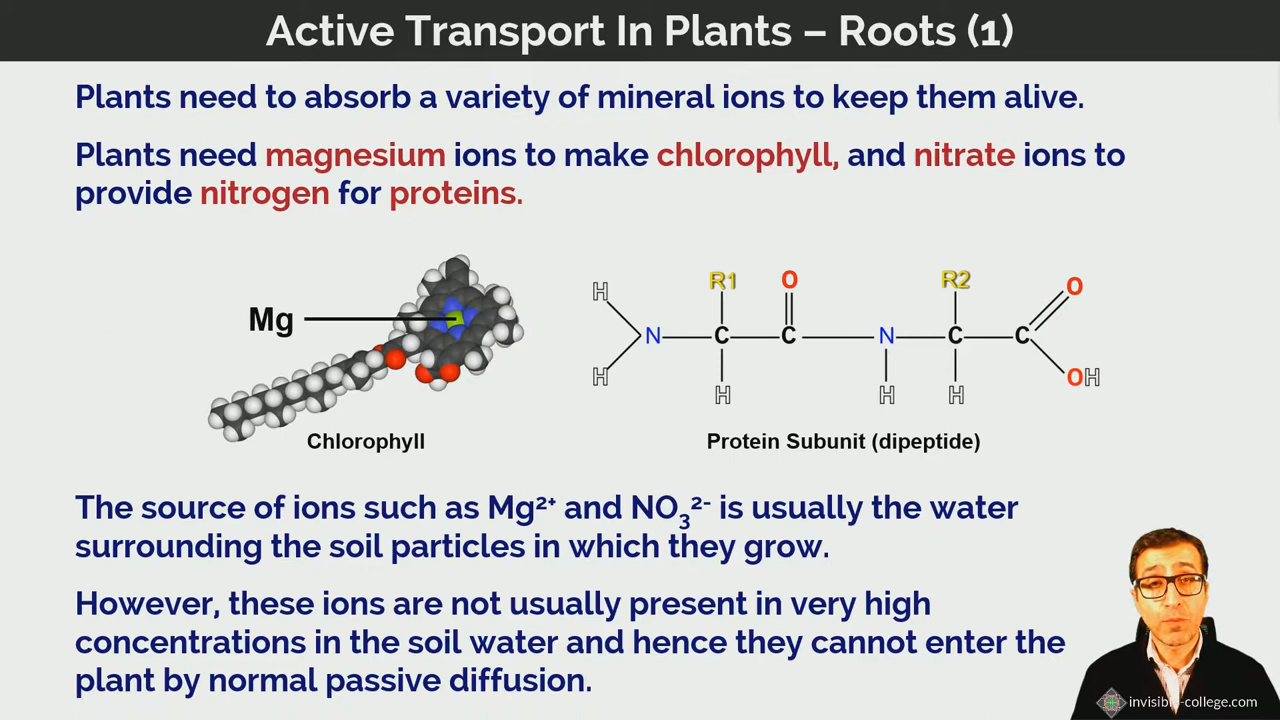 Active Transport In Plants – Roots (1)
Plants need to absorb a variety of mineral ions to keep them alive.
Plants need magnesium ions to make chlorophyll, and nitrate ions to
provide nitrogen for proteins.
Mg
H
H
N
R1
C
H
O
C
N
H
R2
C
H
C
O
OH
Chlorophyll
Protein Subunit (dipeptide)
The source of ions such as Mg²⁺ and NO₃²⁻ is usually the water
surrounding the soil particles in which they grow.
However, these ions are not usually present in very high
concentrations in the soil water and hence they cannot enter the
plant by normal passive diffusion.
invisible-college.com